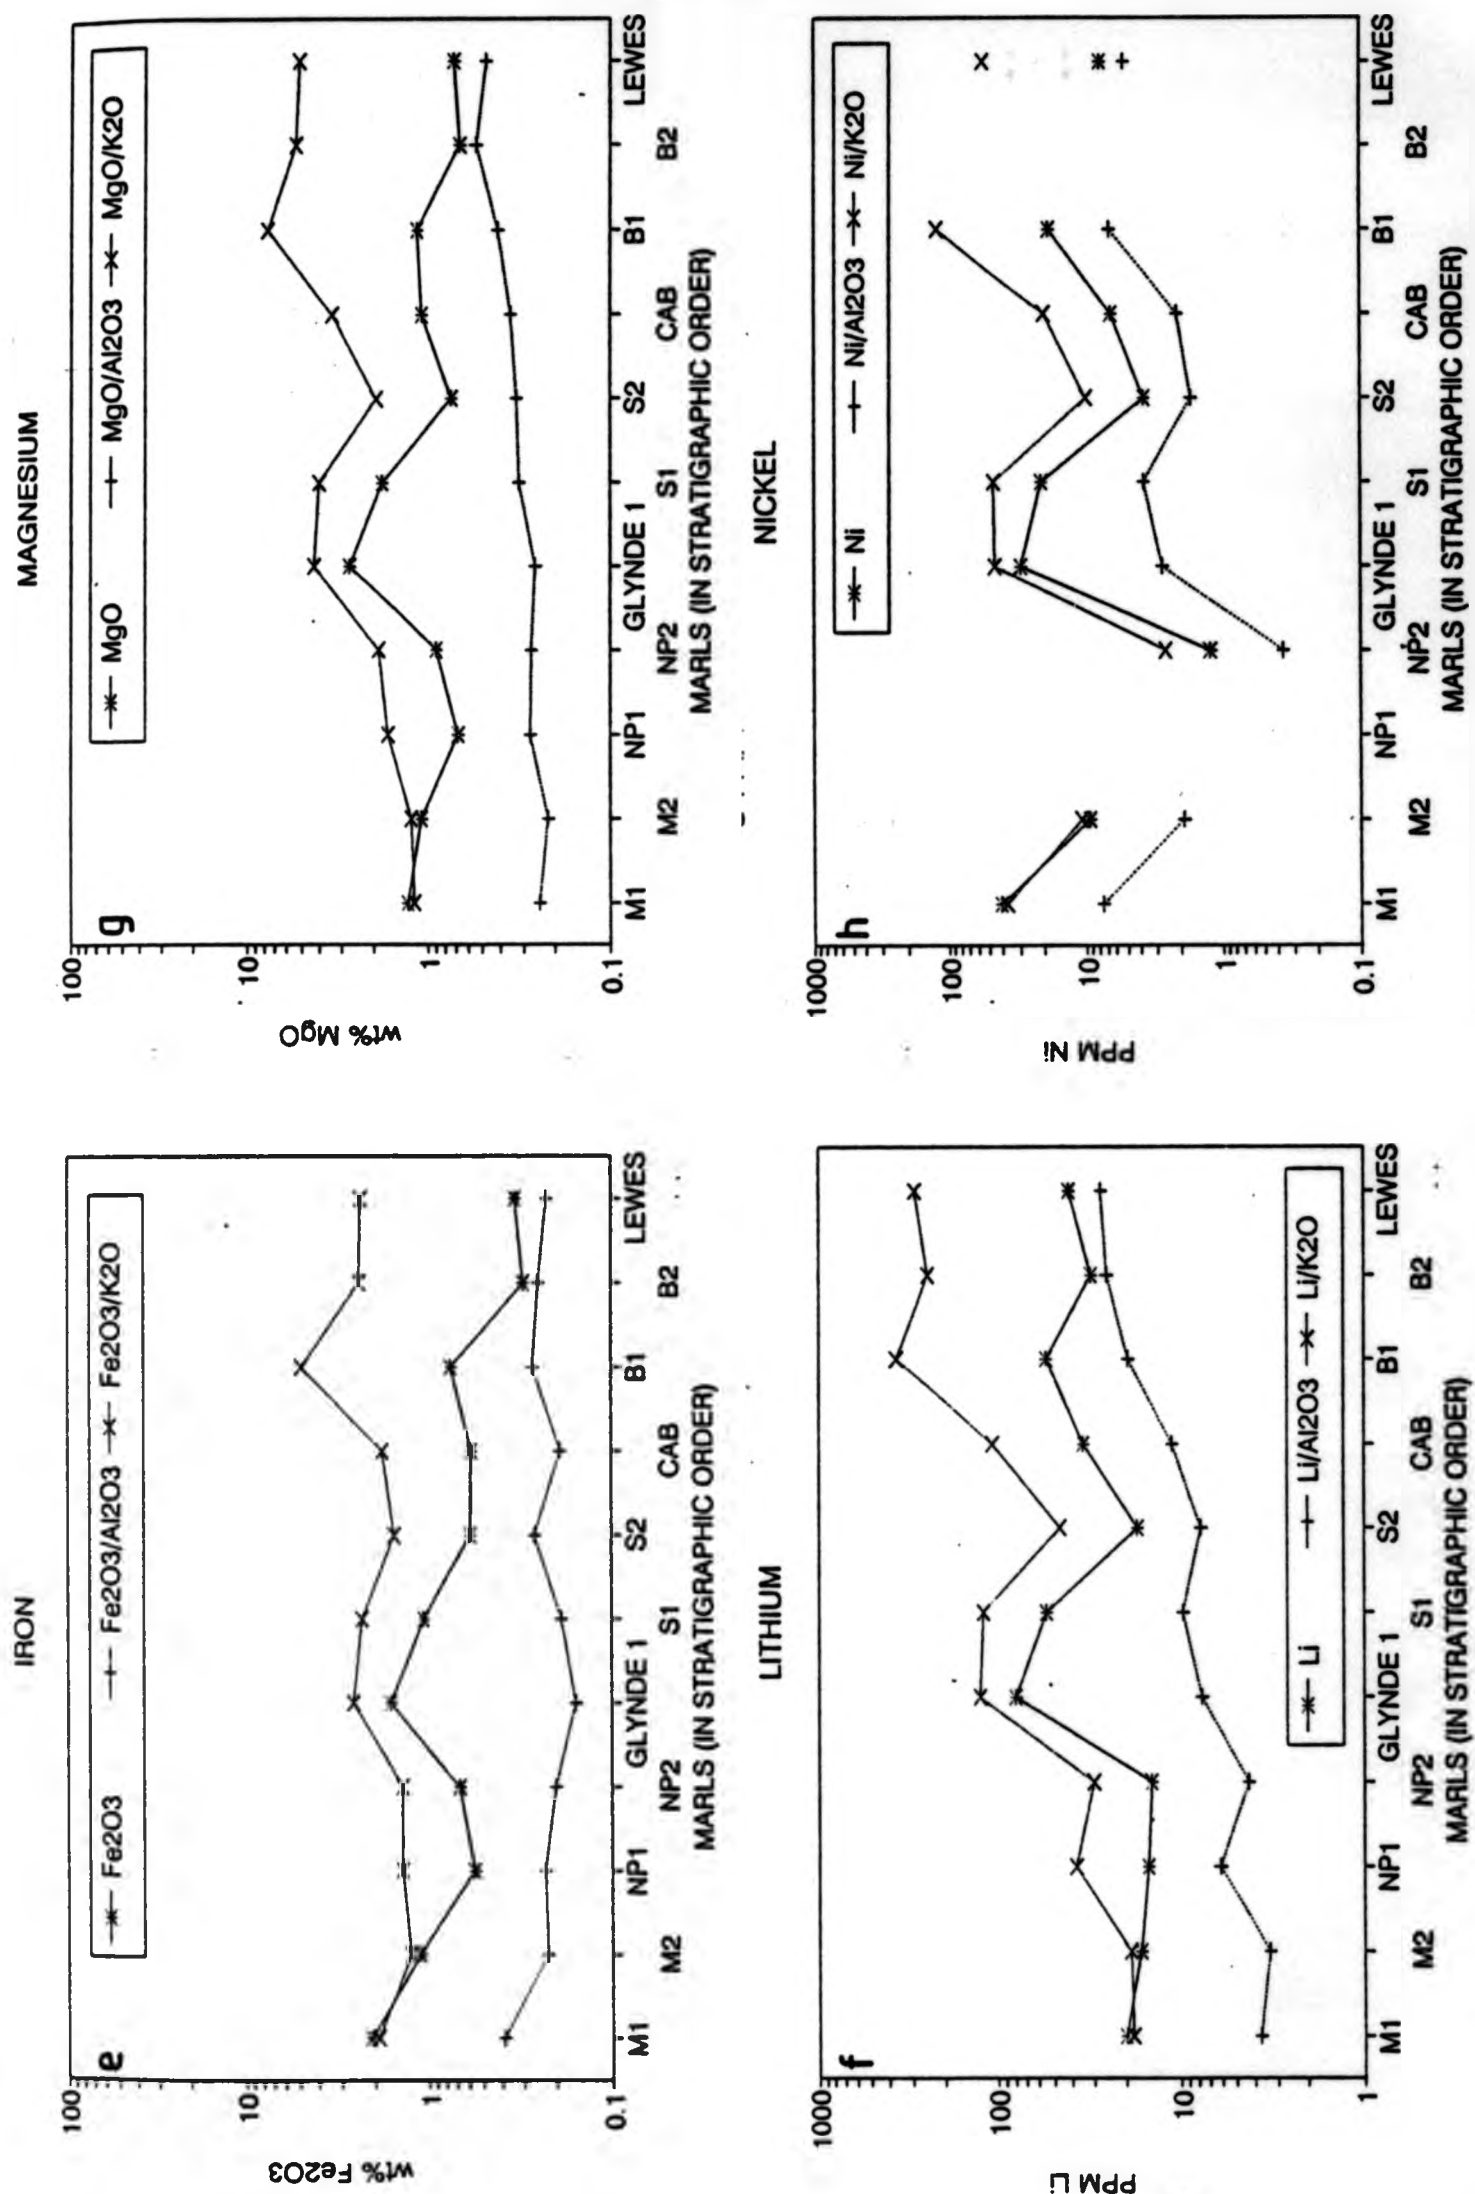 IRON
e
Fe2O3 Fe2O3/Al2O3 Fe2O3/K2O
wt% Fe2O3
100
10
1
0.1
M1 M2 NP1 NP2 GLYNDE 1 S1 S2 CAB B1 B2 LEWES
MARLS (IN STRATIGRAPHIC ORDER)
MAGNESIUM
g
MgO MgO/Al2O3 MgO/K2O
wt% MgO
100
10
1
0.1
M1 M2 NP1 NP2 GLYNDE 1 S1 S2 CAB B1 B2 LEWES
MARLS (IN STRATIGRAPHIC ORDER)
LITHIUM
f
Li Li/Al2O3 Li/K2O
PPM Li
1000
100
10
1
M1 M2 NP1 NP2 GLYNDE 1 S1 S2 CAB B1 B2 LEWES
MARLS (IN STRATIGRAPHIC ORDER)
NICKEL
h
Ni Ni/Al2O3 Ni/K2O
PPM Ni
1000
100
10
1
0.1
M1 M2 NP1 NP2 GLYNDE 1 S1 S2 CAB B1 B2 LEWES
MARLS (IN STRATIGRAPHIC ORDER)